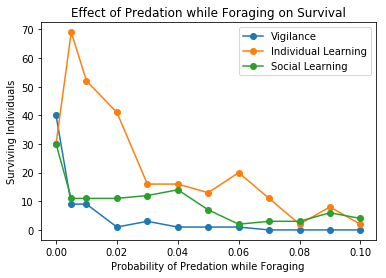 Effect of Predation while Foraging on Survival
Vigilance
Individual Learning
Social Learning
Surviving Individuals
70
60
50
40
30
20
10
0
0.00 0.02 0.04 0.06 0.08 0.10
Probability of Predation while Foraging